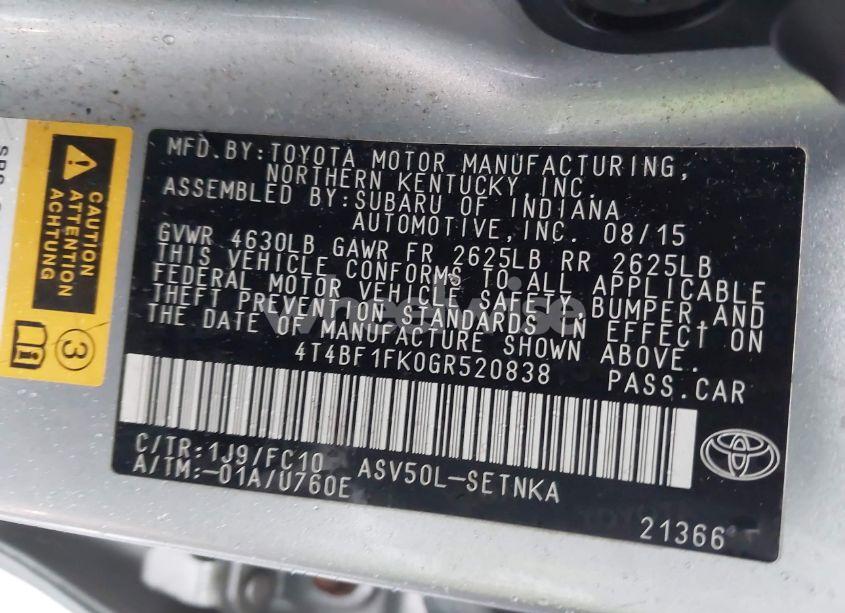 CAUTION
ATTENTION
ACHTUNG
3
MFD.BY:TOYOTA MOTOR MANUFACTURING,
NORTHERN KENTUCKY,INC.
ASSEMBLED BY:SUBARU OF INDIANA
AUTOMOTIVE,INC. 08/15
GVWR 4630LB GAWR FR 2625LB RR 2625LB
THIS VEHICLE CONFORMS TO ALL APPLICABLE
FEDERAL MOTOR VEHICLE SAFETY,BUMPER,AND
THEFT PREVENTION STANDARDS IN EFFECT ON
THE DATE OF MANUFACTURE SHOWN ABOVE.
4T4BF1FK0GR520838 PASS.CAR
C/TR:1J9/FC10 ASV50L-SETNKA
A/TM:-01A/U760E
21366
wheelwise